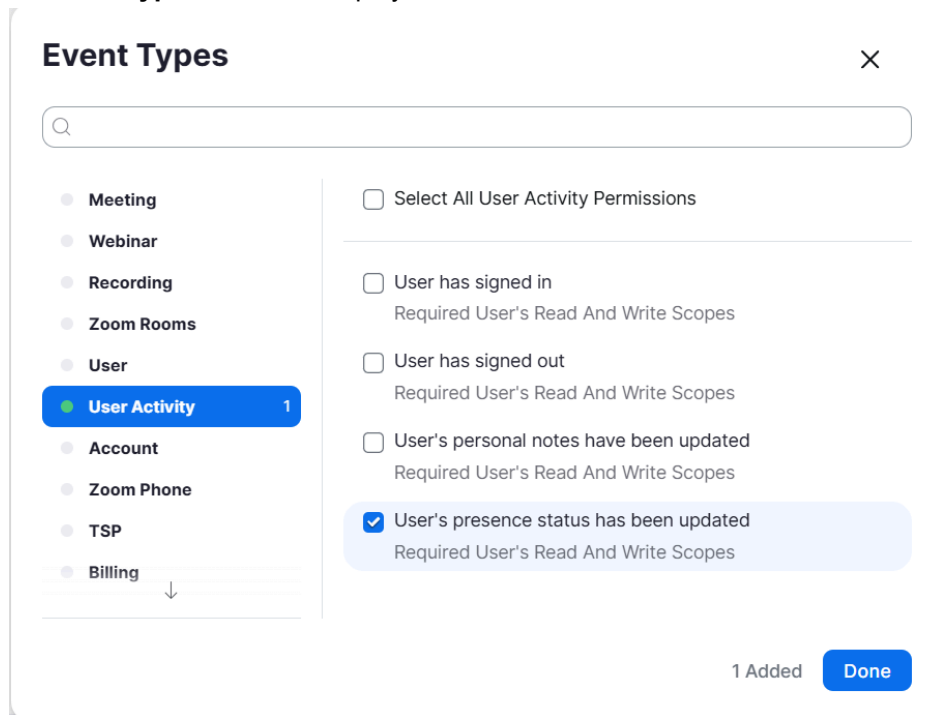 Event Types
Meeting
Webinar
Recording
Zoom Rooms
User
User Activity 1
Account
Zoom Phone
TSP
Billing
Select All User Activity Permissions
User has signed in
Required User's Read And Write Scopes
User has signed out
Required User's Read And Write Scopes
User's personal notes have been updated
Required User's Read And Write Scopes
User's presence status has been updated
Required User's Read And Write Scopes
1 Added
Done